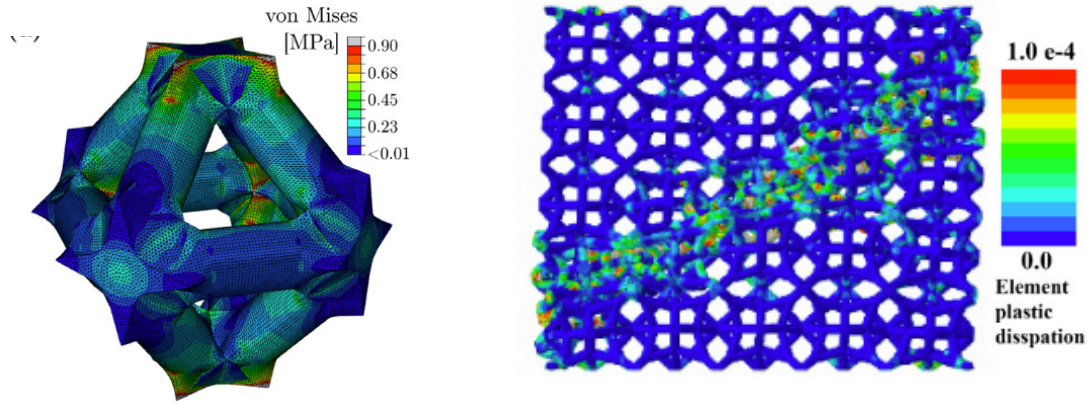 von Mises
[MPa]
0.90
0.68
0.45
0.23
<0.01
1.0 e-4
0.0
Element
plastic
disspation